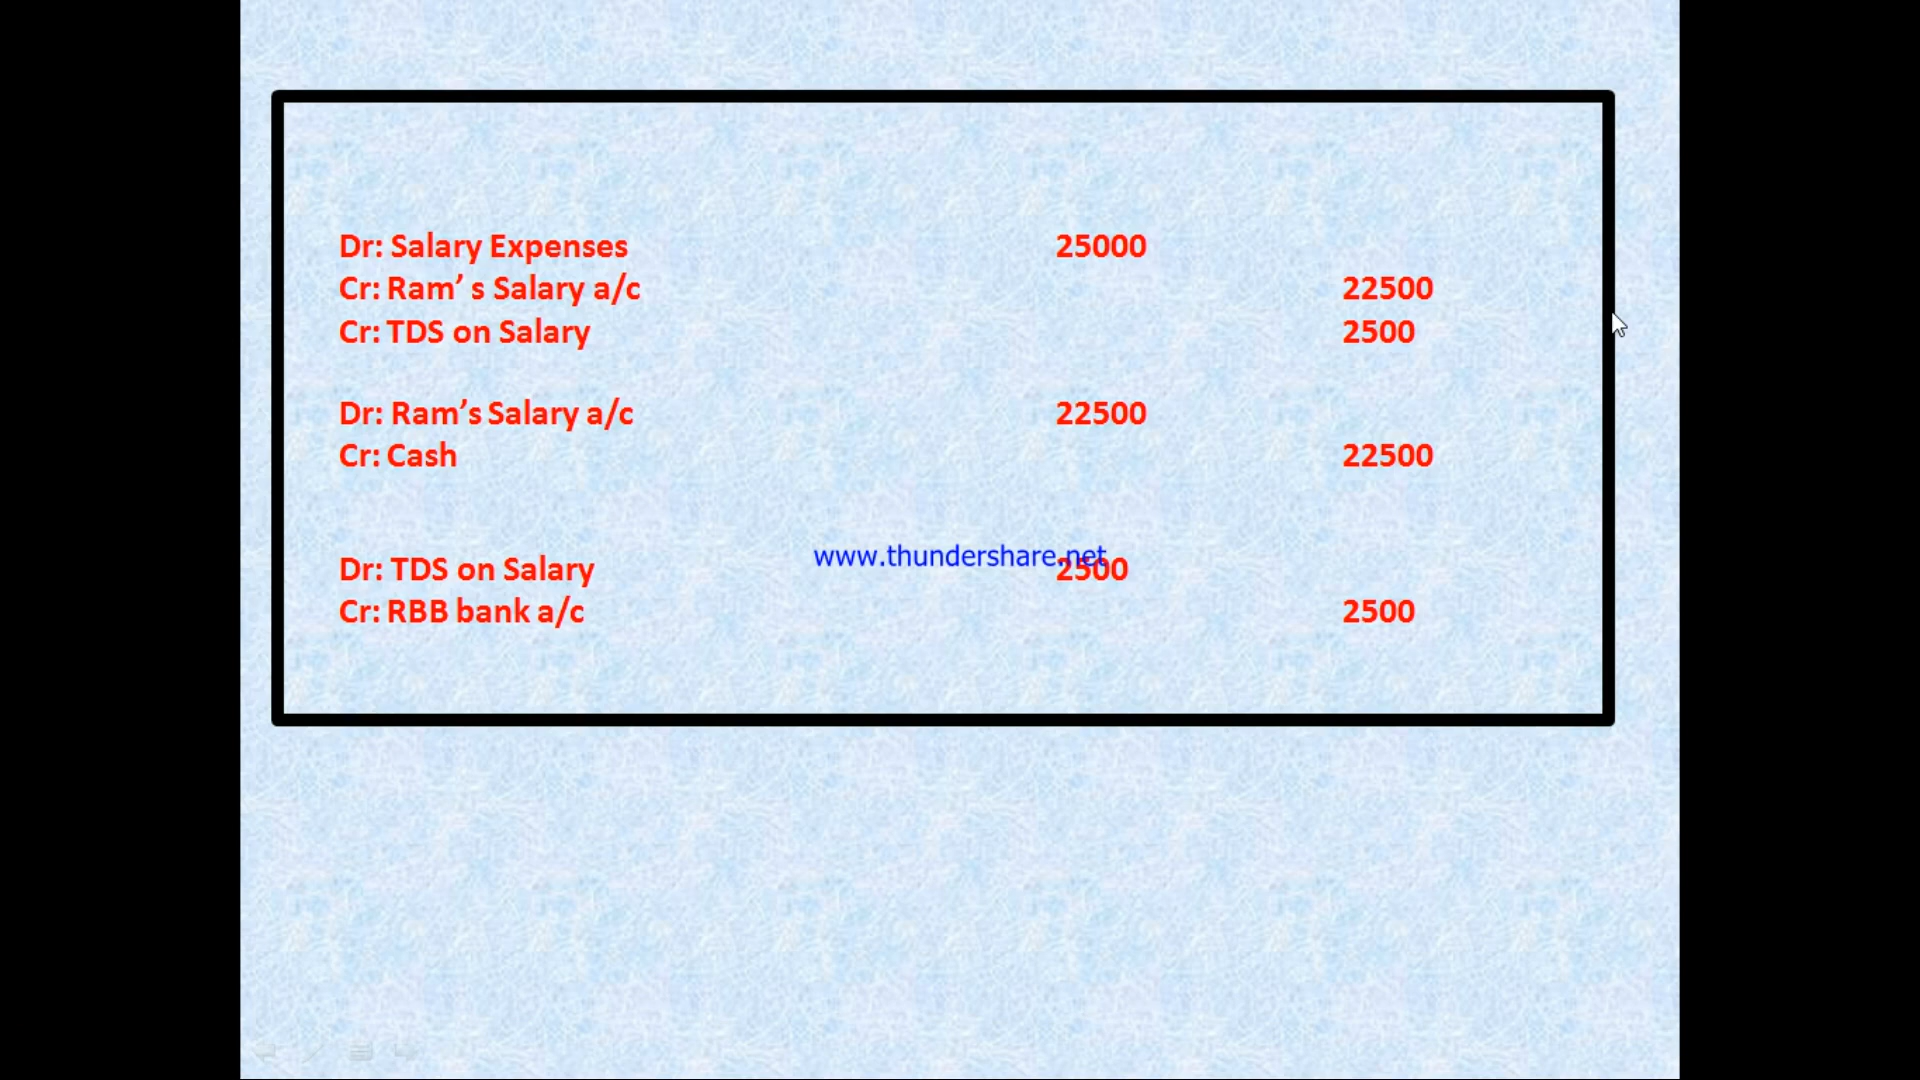 Dr: Salary Expenses 25000
Cr: Ram’ s Salary a/c 22500
Cr: TDS on Salary 2500
Dr: Ram’s Salary a/c 22500
Cr: Cash 22500
www.thundershare.net
Dr: TDS on Salary 2500
Cr: RBB bank a/c 2500